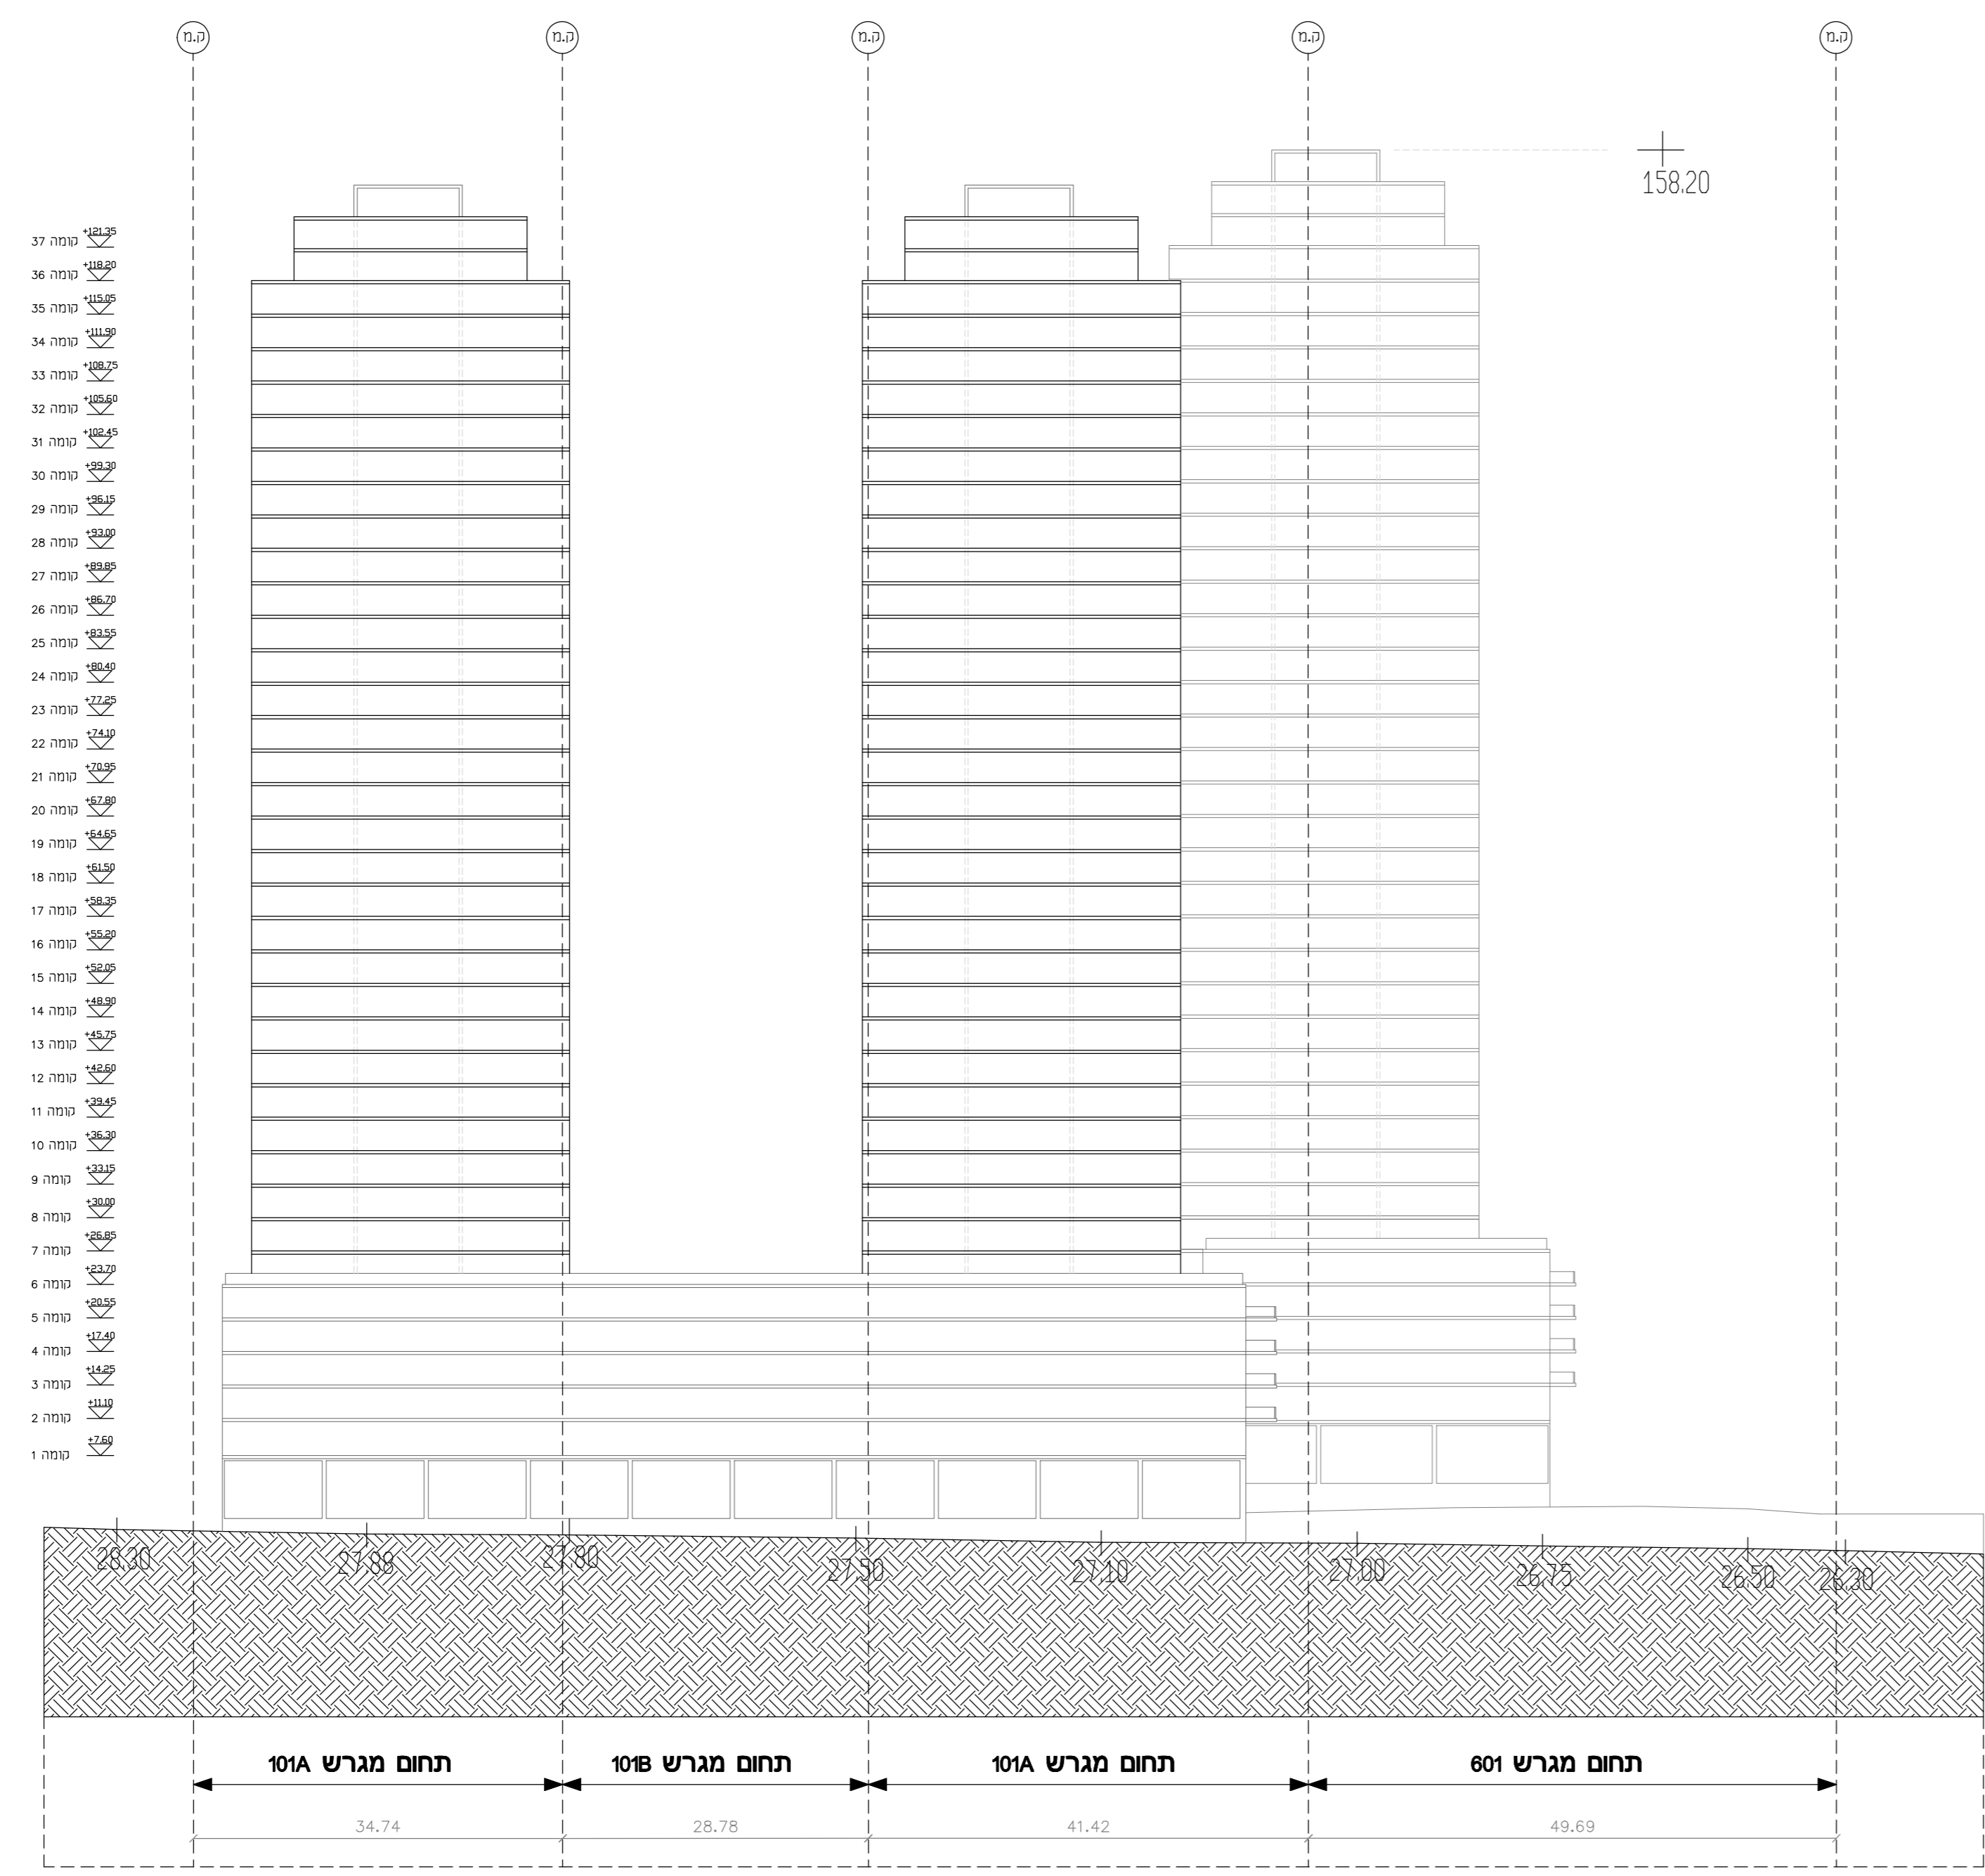 ק.מ ק.מ ק.מ ק.מ ק.מ
158.20
קומה 37 +121.35
קומה 36 +118.20
קומה 35 +115.05
קומה 34 +111.90
קומה 33 +108.75
קומה 32 +105.60
קומה 31 +102.45
קומה 30 +99.30
קומה 29 +96.15
קומה 28 +93.00
קומה 27 +89.85
קומה 26 +86.70
קומה 25 +83.55
קומה 24 +80.40
קומה 23 +77.25
קומה 22 +74.10
קומה 21 +70.95
קומה 20 +67.80
קומה 19 +64.65
קומה 18 +61.50
קומה 17 +58.35
קומה 16 +55.20
קומה 15 +52.05
קומה 14 +48.90
קומה 13 +45.75
קומה 12 +42.60
קומה 11 +39.45
קומה 10 +36.30
קומה 9 +33.15
קומה 8 +30.00
קומה 7 +26.85
קומה 6 +23.70
קומה 5 +20.55
קומה 4 +17.40
קומה 3 +14.25
קומה 2 +11.10
קומה 1 +7.60
28.30 27.88 27.80 27.50 27.10 27.00 26.75 26.50 26.30
תחום מגרש 101A
תחום מגרש 101B
תחום מגרש 101A
תחום מגרש 601
34.74 28.78 41.42 49.69